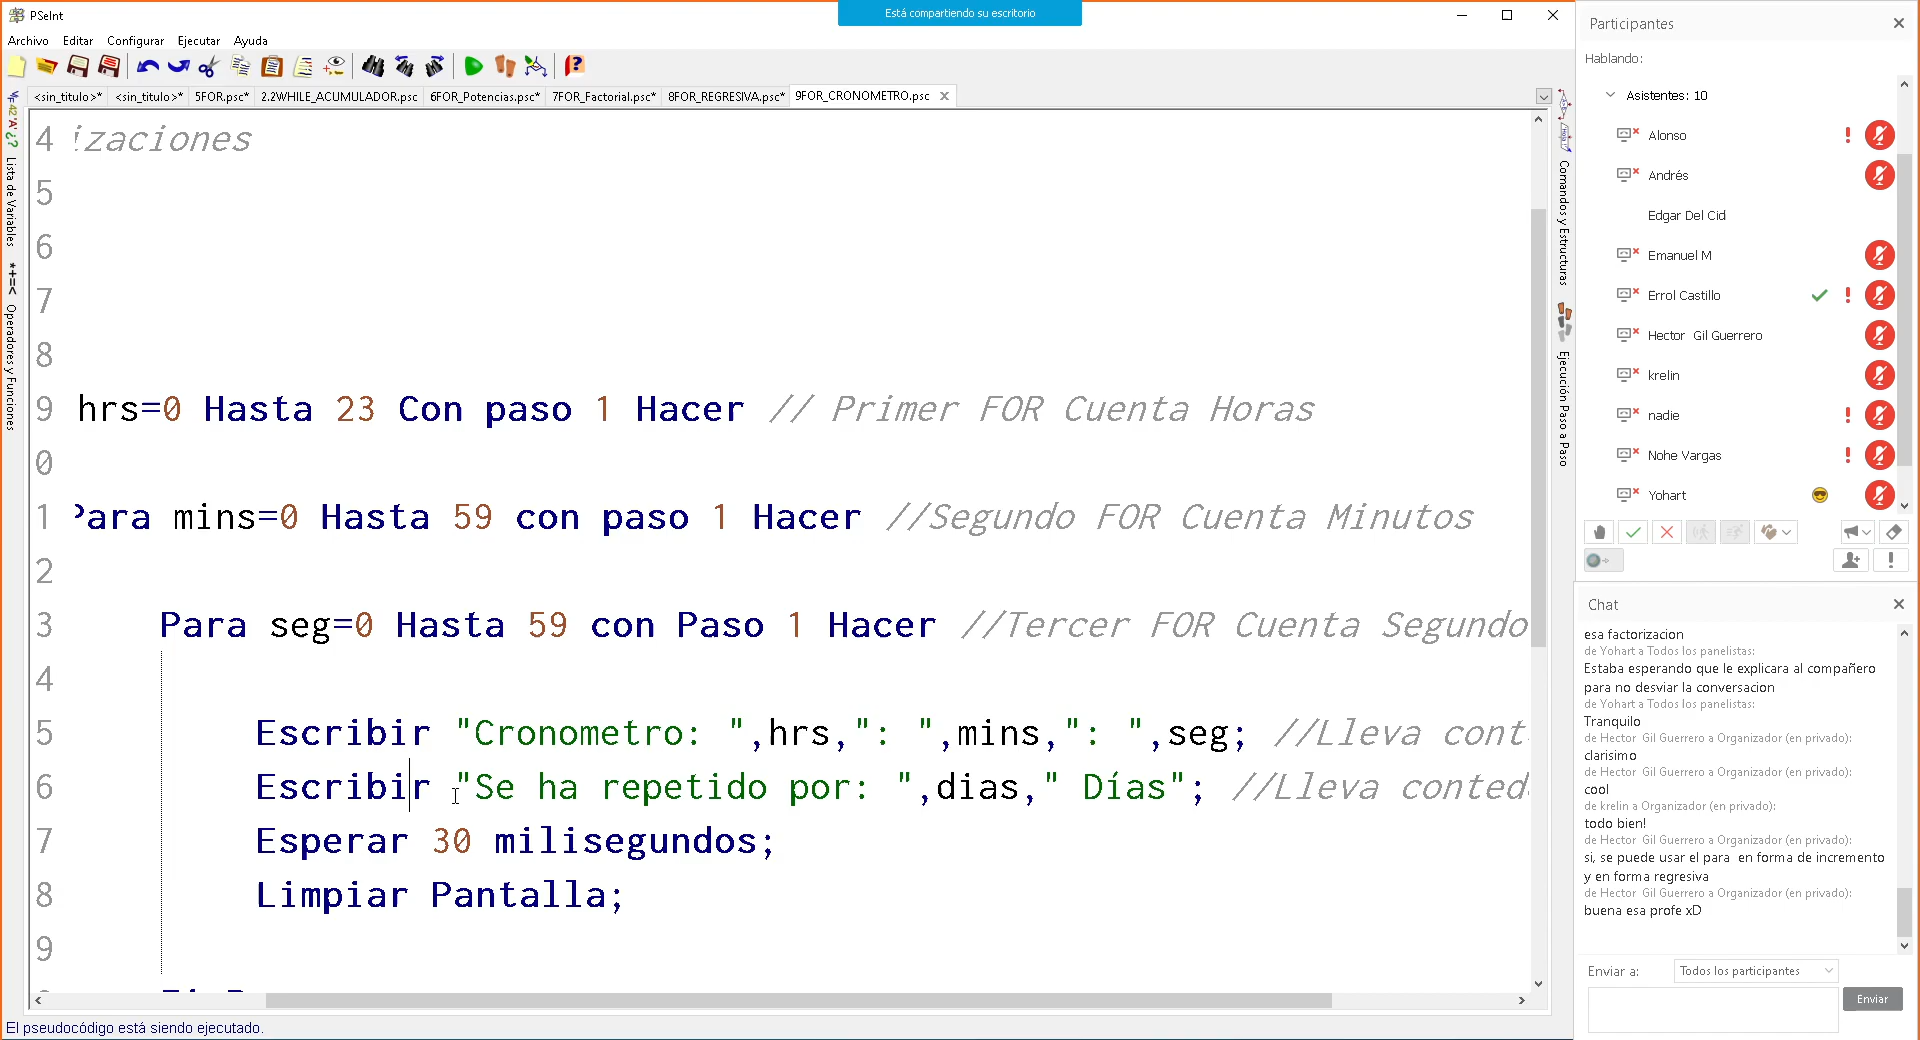 PSeInt
Está compartiendo su escritorio
Archivo Editar Configurar Ejecutar Ayuda
<sin_titulo>* <sin_titulo>* 5FOR.psc* 2.2WHILE_ACUMULADOR.psc 6FOR_Potencias.psc* 7FOR_Factorial.psc* 8FOR_REGRESIVA.psc* 9FOR_CRONOMETRO.psc
Lista de Variables
Operadores y Funciones
4 izaciones
5
6
7
8
9 hrs=0 Hasta 23 Con paso 1 Hacer // Primer FOR Cuenta Horas
0
1 Para mins=0 Hasta 59 con paso 1 Hacer //Segundo FOR Cuenta Minutos
2
3 Para seg=0 Hasta 59 con Paso 1 Hacer //Tercer FOR Cuenta Segundo
4
5 Escribir "Cronometro: ",hrs,": ",mins,": ",seg; //Lleva cont
6 Escribir "Se ha repetido por: ",dias," Días"; //Lleva conted
7 Esperar 30 milisegundos;
8 Limpiar Pantalla;
9
El pseudocódigo está siendo ejecutado.
Comandos y Estructuras
Ejecución Paso a Paso
Participantes
Hablando:
Asistentes: 10
Alonso
Andrés
Edgar Del Cid
Emanuel M
Errol Castillo
Hector Gil Guerrero
krelin
nadie
Nohe Vargas
Yohart
Chat
esa factorizacion
de Yohart a Todos los panelistas:
Estaba esperando que le explicara al compañero
para no desviar la conversacion
de Yohart a Todos los panelistas:
Tranquilo
de Hector Gil Guerrero a Organizador (en privado):
clarisimo
de Hector Gil Guerrero a Organizador (en privado):
cool
de krelin a Organizador (en privado):
todo bien!
de Hector Gil Guerrero a Organizador (en privado):
si, se puede usar el para en forma de incremento
y en forma regresiva
de Hector Gil Guerrero a Organizador (en privado):
buena esa profe xD
Enviar a: Todos los participantes
Enviar